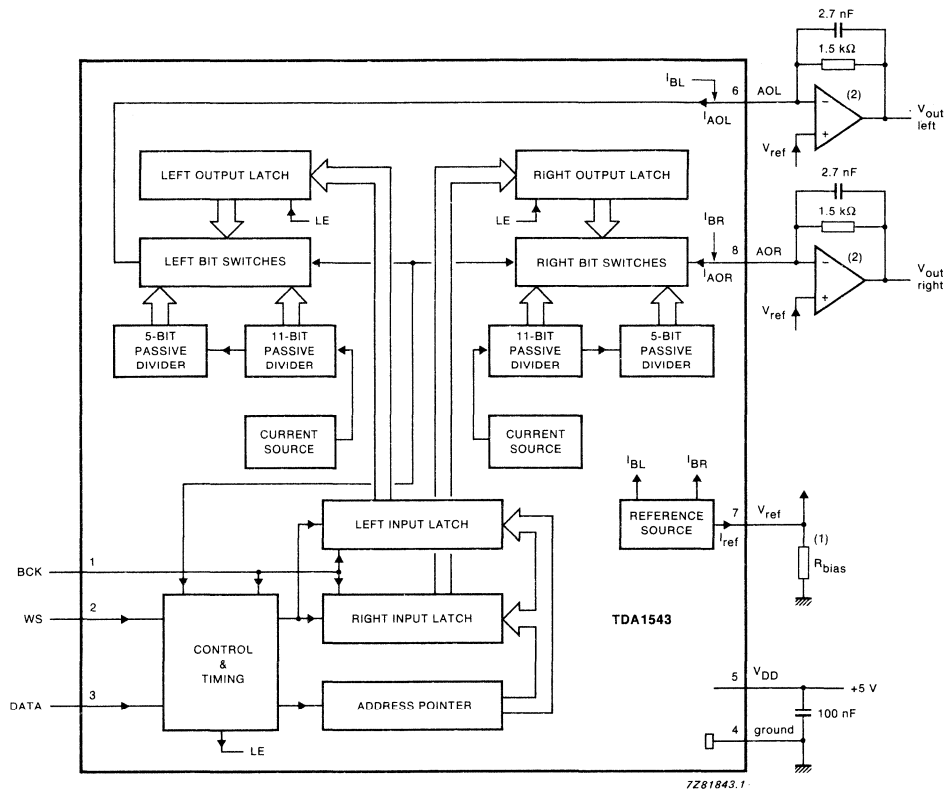 2.7 nF
1.5 kΩ
I_BL
6
AOL
I_AOL
(2)
V_out left
V_ref
LEFT OUTPUT LATCH
RIGHT OUTPUT LATCH
LE
LE
2.7 nF
1.5 kΩ
I_BR
8
AOR
I_AOR
(2)
V_out right
V_ref
LEFT BIT SWITCHES
RIGHT BIT SWITCHES
5-BIT PASSIVE DIVIDER
11-BIT PASSIVE DIVIDER
11-BIT PASSIVE DIVIDER
5-BIT PASSIVE DIVIDER
CURRENT SOURCE
CURRENT SOURCE
I_BL
I_BR
LEFT INPUT LATCH
REFERENCE SOURCE
7
V_ref
I_ref
(1)
R_bias
BCK
1
WS
2
RIGHT INPUT LATCH
TDA1543
CONTROL & TIMING
DATA
3
ADDRESS POINTER
LE
5
V_DD
+5 V
100 nF
4
ground
7Z81843.1